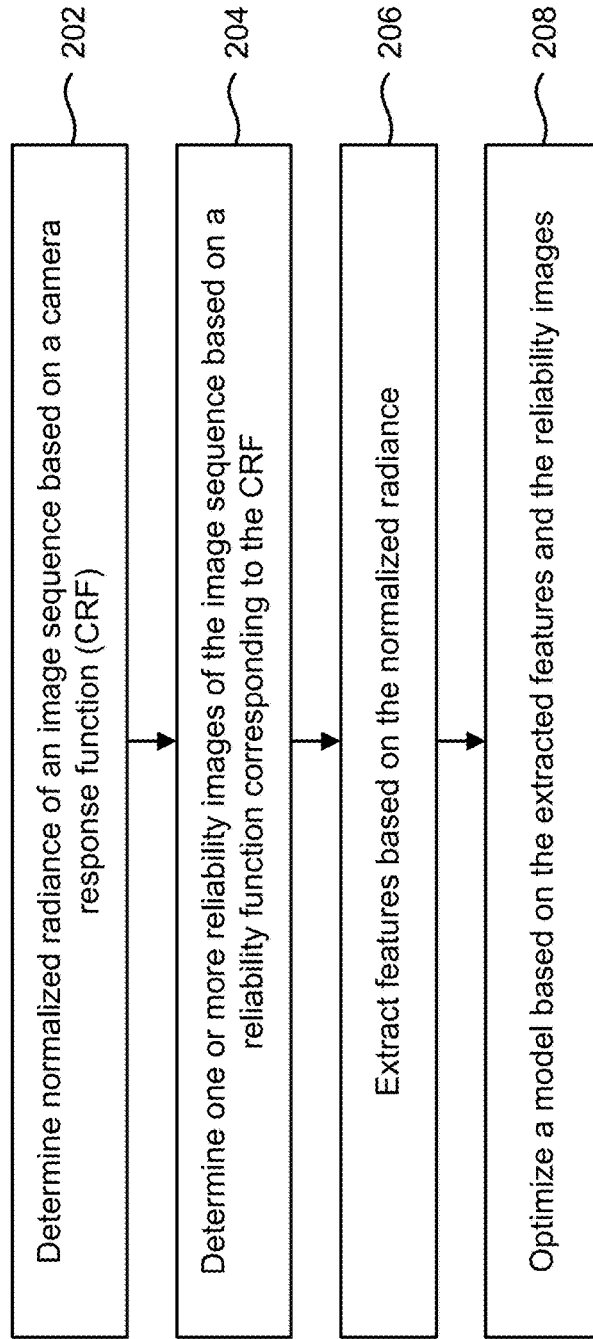 Determine normalized radiance of an image sequence based on a camera
response function (CRF)
202
Determine one or more reliability images of the image sequence based on a
reliability function corresponding to the CRF
204
Extract features based on the normalized radiance
206
Optimize a model based on the extracted features and the reliability images
208